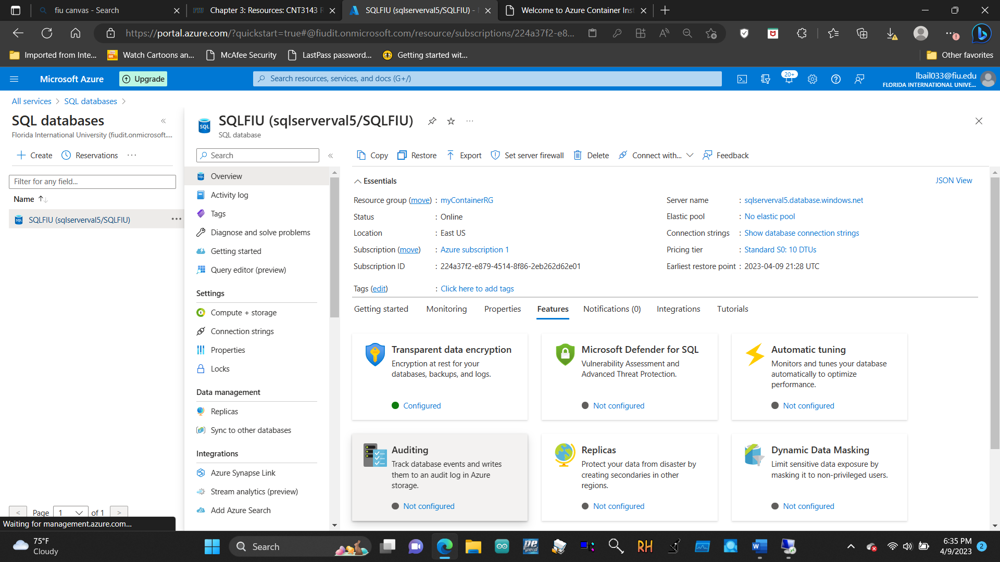 fiu canvas - Search
Chapter 3: Resources: CNT3143 R
SQLFIU (sqlserverval5/SQLFIU) -
Welcome to Azure Container Inst
https://portal.azure.com/?quickstart=true#@fiudit.onmicrosoft.com/resource/subscriptions/224a37f2-e8...
Imported from Inte...
Watch Cartoons an...
McAfee Security
LastPass password...
Getting started wit...
Other favorites
Microsoft Azure
Upgrade
Search resources, services, and docs (G+/)
20+
lbail033@fiu.edu
FLORIDA INTERNATIONAL UNIVE...
All services > SQL databases >
SQL databases
Florida International University (fiudit.onmicrosoft....
+ Create
Reservations
...
Filter for any field...
Name
SQLFIU (sqlserverval5/SQLFIU)
...
< Page 1 of 1 >
Waiting for management.azure.com...
SQLFIU (sqlserverval5/SQLFIU)
...
SQL database
Search
Overview
Activity log
Tags
Diagnose and solve problems
Getting started
Query editor (preview)
Settings
Compute + storage
Connection strings
Properties
Locks
Data management
Replicas
Sync to other databases
Integrations
Azure Synapse Link
Stream analytics (preview)
Add Azure Search
Copy
Restore
Export
Set server firewall
Delete
Connect with...
Feedback
Essentials
JSON View
Resource group (move) : myContainerRG
Status : Online
Location : East US
Subscription (move) : Azure subscription 1
Subscription ID : 224a37f2-e879-4514-8f86-2eb262d62e01
Tags (edit) : Click here to add tags
Server name : sqlserverval5.database.windows.net
Elastic pool : No elastic pool
Connection strings : Show database connection strings
Pricing tier : Standard S0: 10 DTUs
Earliest restore point : 2023-04-09 21:28 UTC
Getting started
Monitoring
Properties
Features
Notifications (0)
Integrations
Tutorials
Transparent data encryption
Encryption at rest for your
databases, backups, and logs.
Configured
Microsoft Defender for SQL
Vulnerability Assessment and
Advanced Threat Protection.
Not configured
Automatic tuning
Monitors and tunes your database
automatically to optimize
performance.
Not configured
Auditing
Track database events and writes
them to an audit log in Azure
storage.
Not configured
Replicas
Protect your data from disaster by
creating secondaries in other
regions.
Not configured
Dynamic Data Masking
Limit sensitive data exposure by
masking it to non-privileged users.
Not configured
75°F
Cloudy
Search
RH
6:35 PM
4/9/2023
2